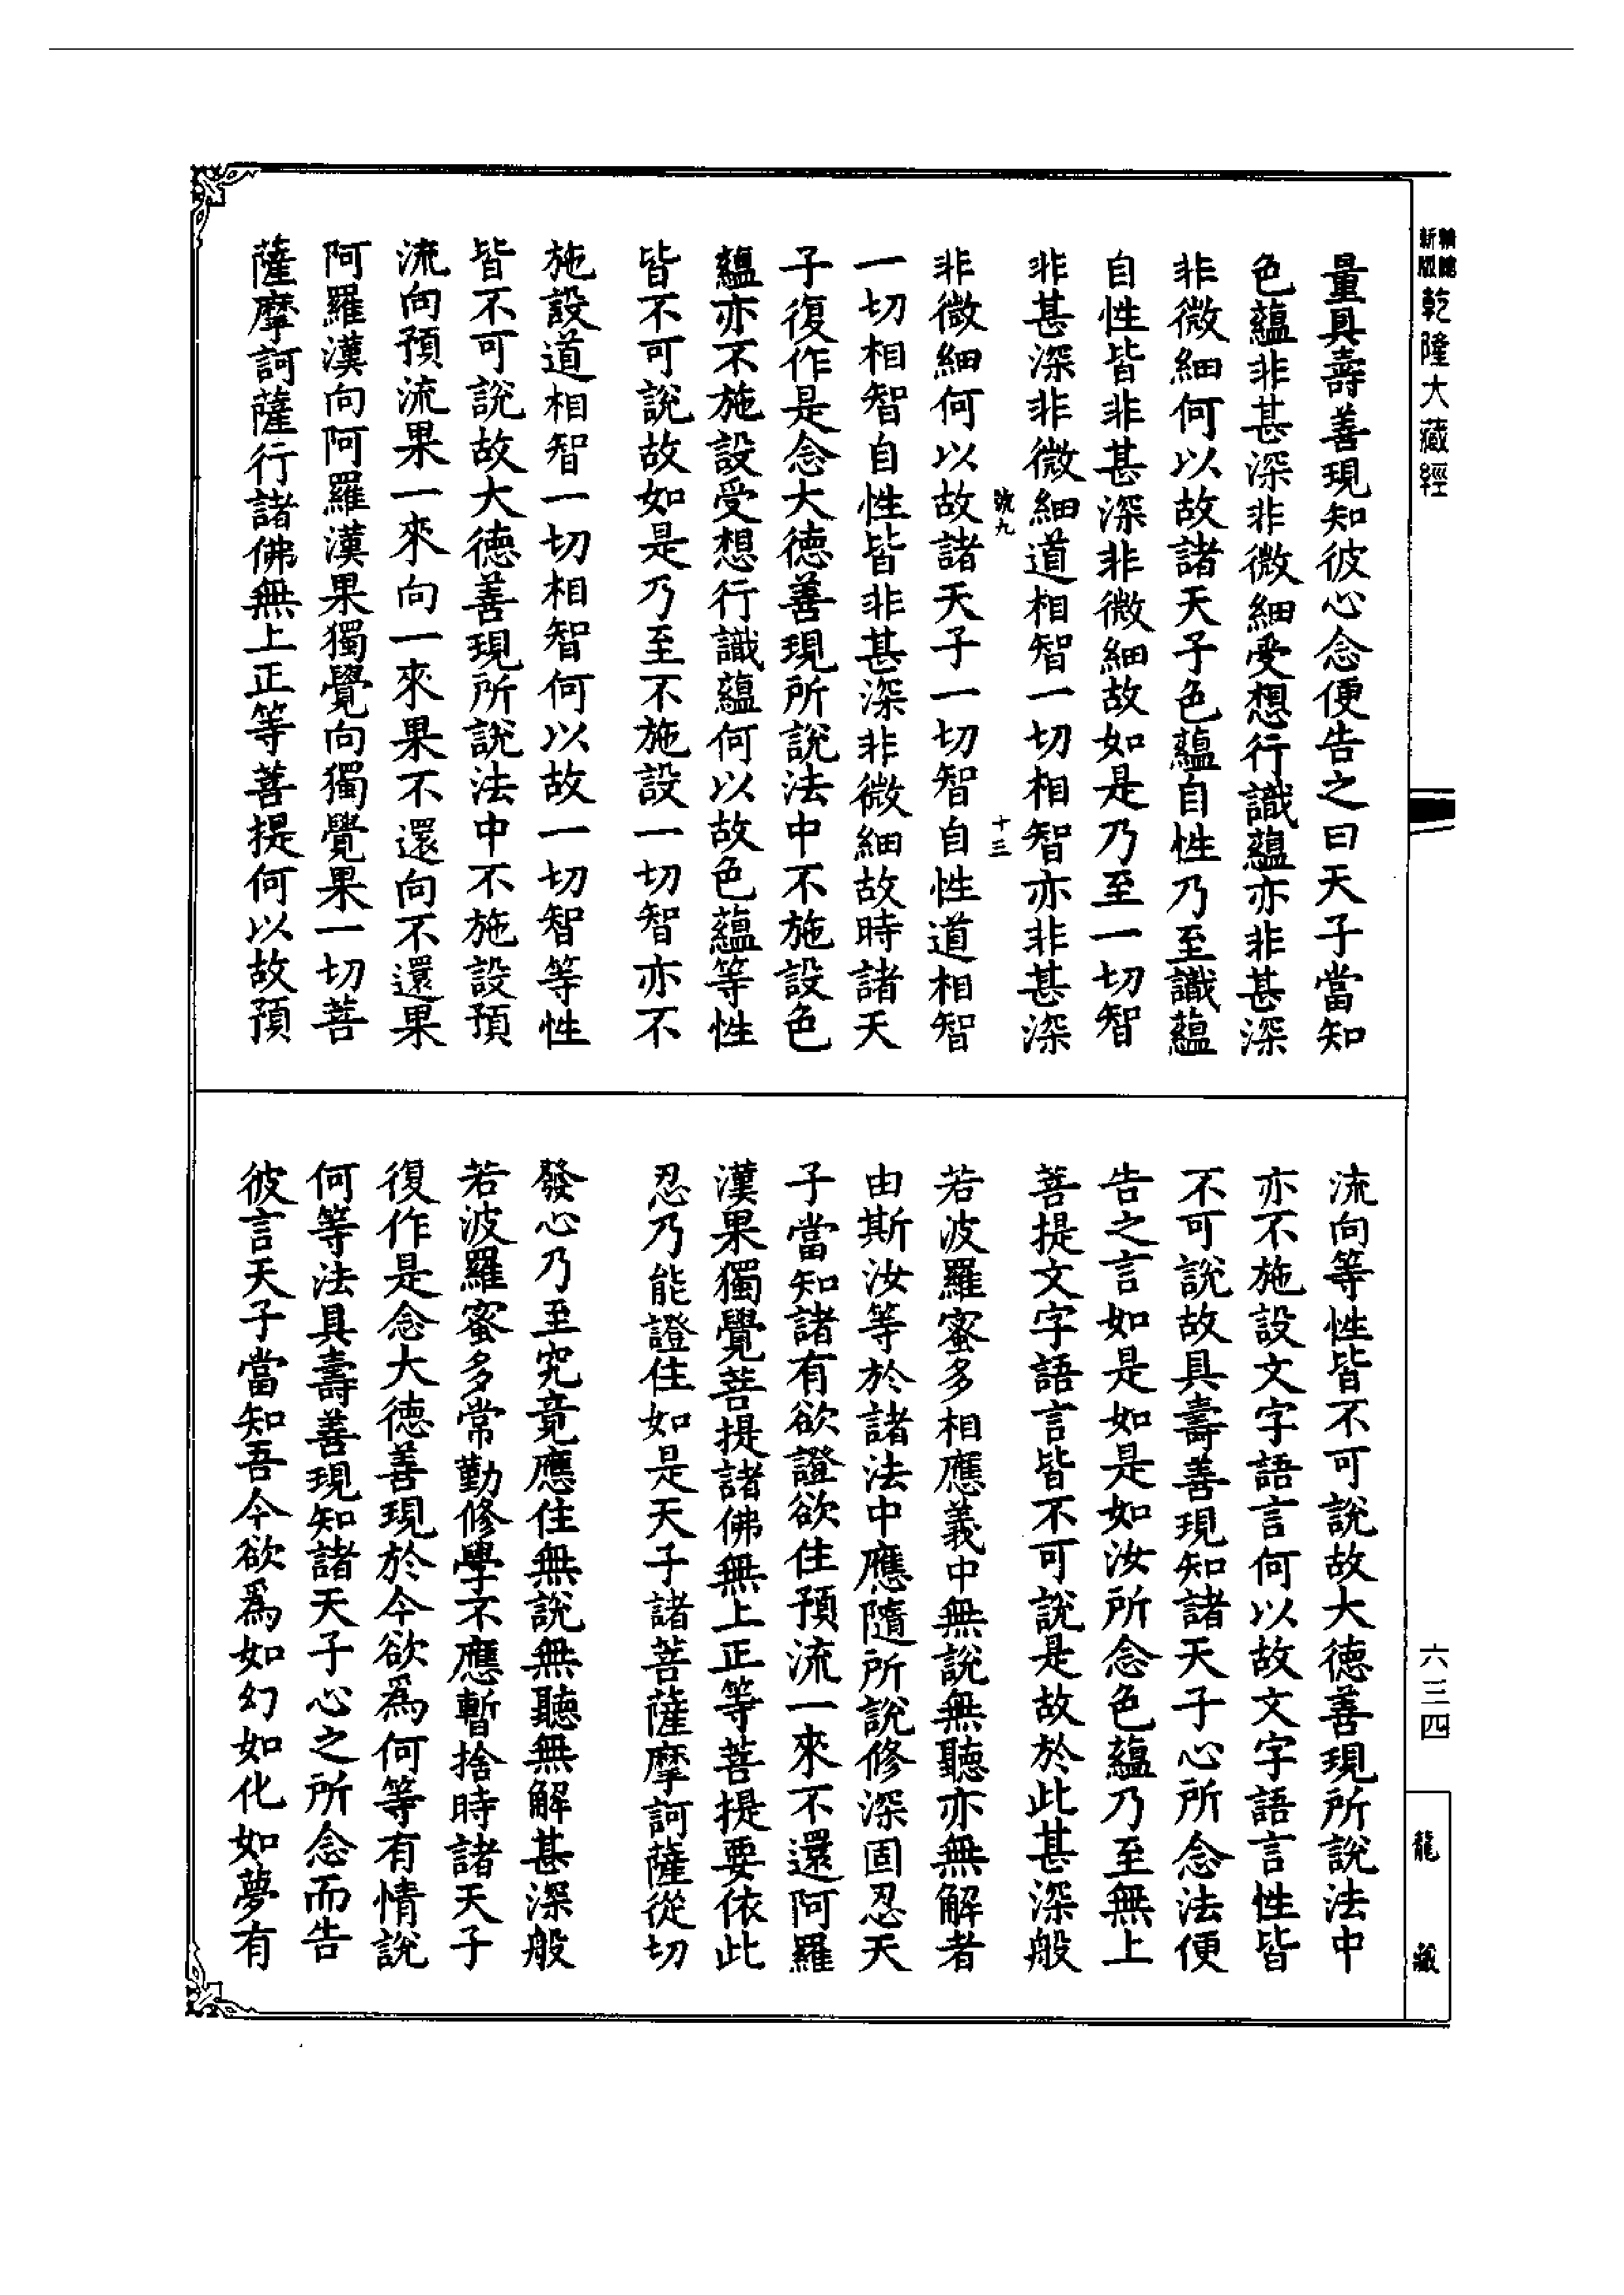 新版
乾隆大藏經
量具壽善現知彼心念便告之曰天子當知
色蘊非甚深非微細受想行識蘊亦非甚深
非微細何以故諸天子色蘊自性乃至識蘊
自性皆非甚深非微細故如是乃至一切智
非甚深非微細道相智一切相智亦非甚深
號九
十三
非微細何以故諸天子一切智自性道相智
一切相智自性皆非甚深非微細故時諸天
子復作是念大德善現所說法中不施設色
蘊亦不施設受想行識蘊何以故色蘊等性
皆不可說故如是乃至不施設一切智亦不
施設道相智一切相智何以故一切智智等性
皆不可說故大德善現所說法中不施設預
流向預流果一來向一來果不還向不還果
阿羅漢向阿羅漢果獨覺向獨覺果一切菩
薩摩訶薩行諸佛無上正等菩提何以故預
流向等性皆不可說故大德善現所說法中
亦不施設文字語言何以故文字語言性皆
不可說故具壽善現知諸天子心所念法便
告之言如是如是如汝所念色蘊乃至無上
菩提文字語言皆不可說是故於此甚深般
若波羅蜜多相應義中無說無聽亦無解者
由斯汝等於諸法中應隨所說修深固忍天
子當知諸有欲證欲住預流一來不還阿羅
漢果獨覺菩提諸佛無上正等菩提要依此
忍乃能證住如是天子諸菩薩摩訶薩從切
發心乃至究竟應住無說無聽無解甚深般
若波羅蜜多常勤修學不應暫捨時諸天子
復作是念大德善現於今欲爲何等有情說
何等法具壽善現知諸天子心之所念而告
彼言天子當知吾今欲爲如幻如化如夢有
六三四
龍藏